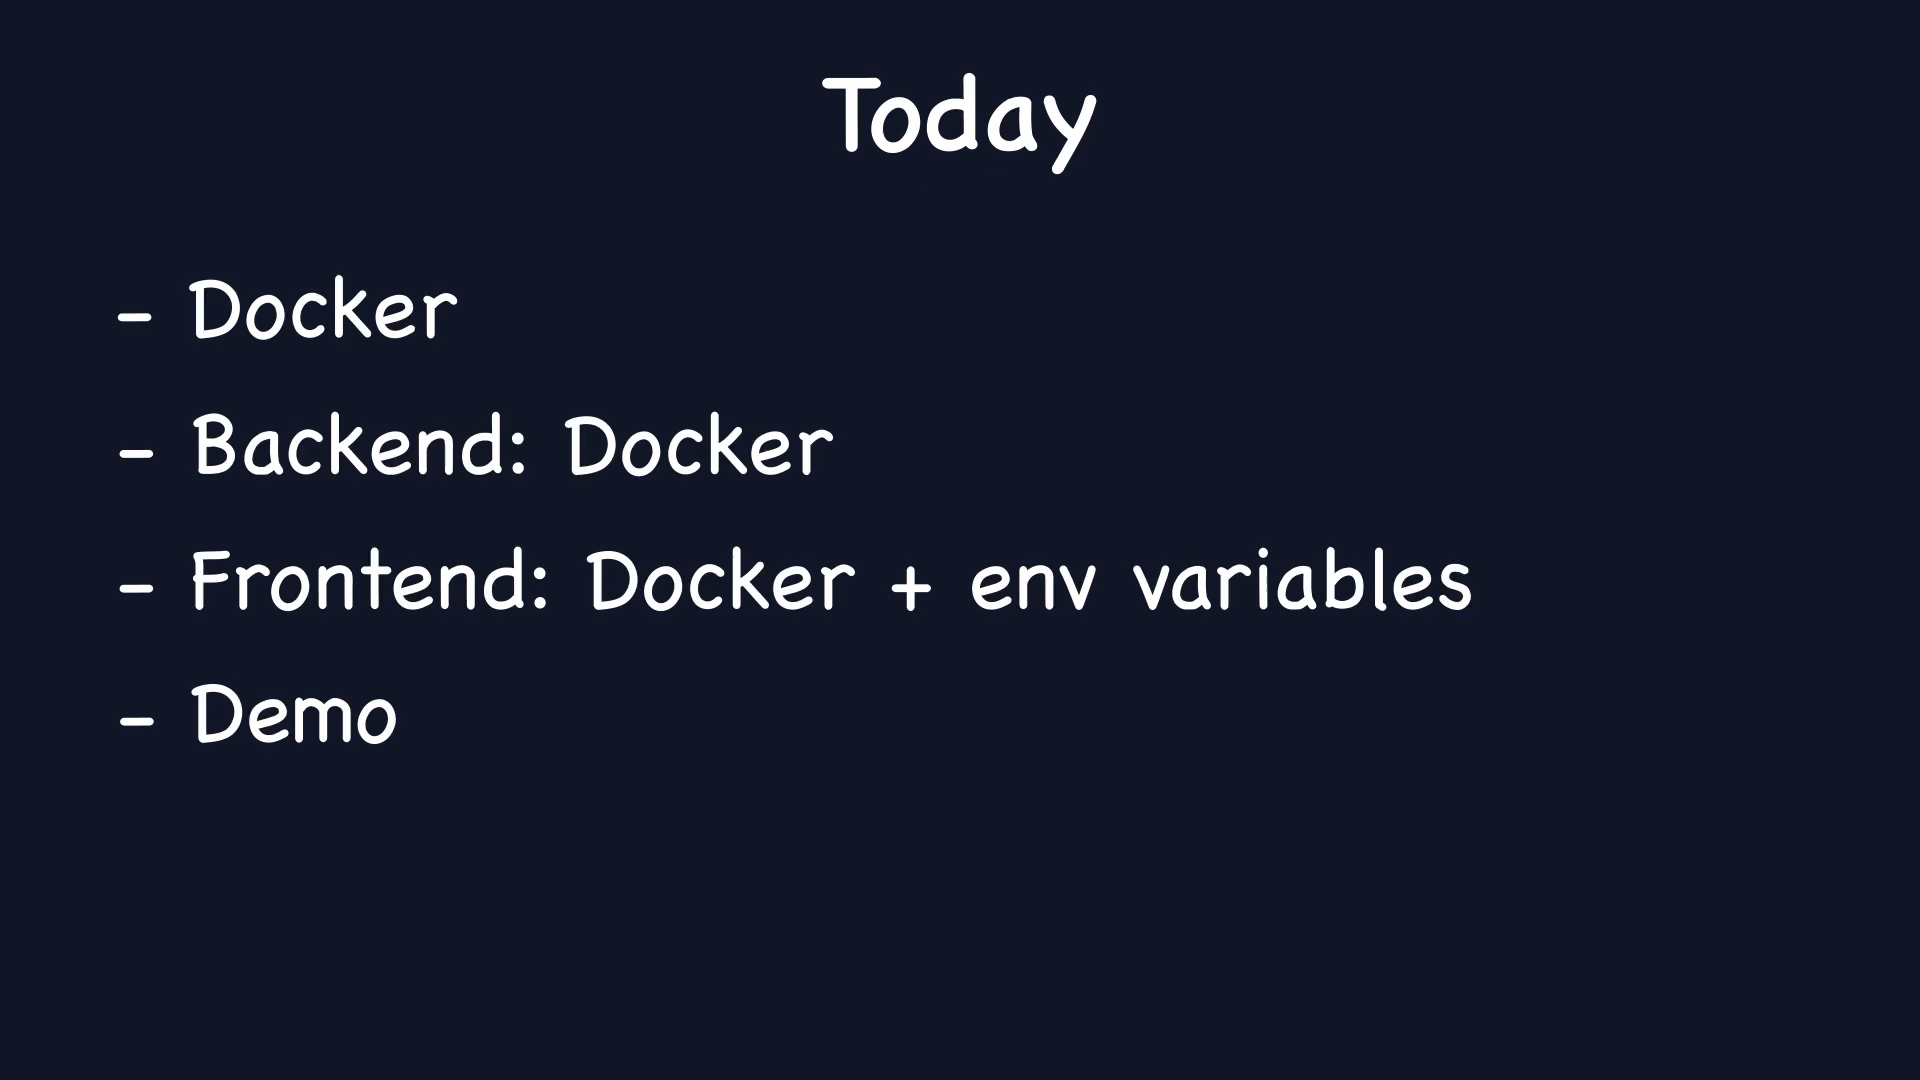 Today
- Docker
- Backend: Docker
- Frontend: Docker + env variables
- Demo